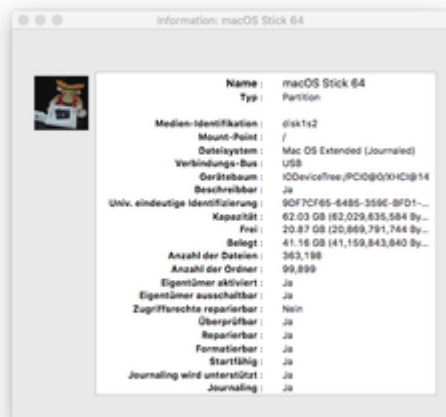 Information: macOS Stick 64
Name : macOS Stick 64
Typ : Partition
Medien-Identifikation : disk1s2
Mount-Point : /
Dateisystem : Mac OS Extended (Journaled)
Verbindungs-Bus : USB
Gerätebaum : IODeviceTree:/PCI0@0/XHCI@14
Beschreibbar : Ja
Univ. eindeutige Identifizierung : 9DF7CF65-6485-359E-BFD1-...
Kapazität : 62.03 GB (62,029,635,584 By...
Frei : 20.87 GB (20,869,791,744 By...
Belegt : 41.16 GB (41,159,843,840 By...
Anzahl der Dateien : 363,198
Anzahl der Ordner : 99,899
Eigentümer aktiviert : Ja
Eigentümer ausschaltbar : Ja
Zugriffsrechte reparierbar : Nein
Überprüfbar : Ja
Reparierbar : Ja
Formatierbar : Ja
Startfähig : Ja
Journaling wird unterstützt : Ja
Journaling : Ja